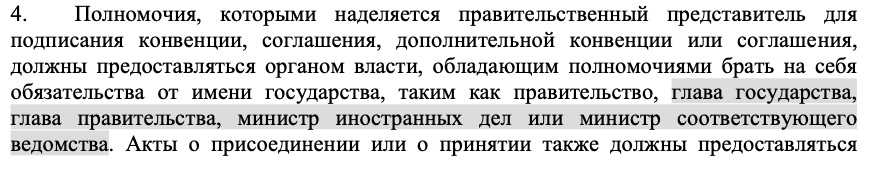 4. Полномочия, которыми наделяется правительственный представитель для
подписания конвенции, соглашения, дополнительной конвенции или соглашения,
должны предоставляться органом власти, обладающим полномочиями брать на себя
обязательства от имени государства, таким как правительство, глава государства,
глава правительства, министр иностранных дел или министр соответствующего
ведомства. Акты о присоединении или о принятии также должны предоставляться